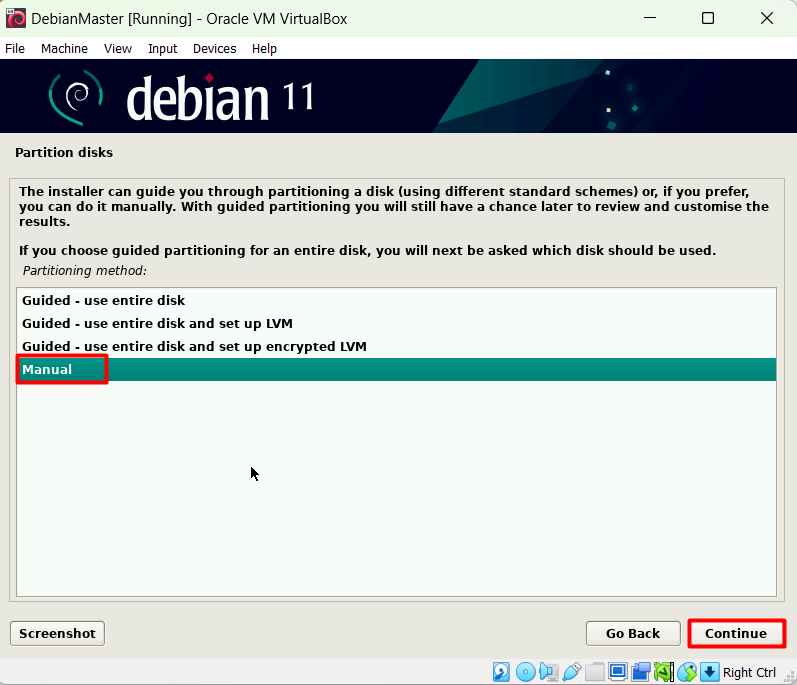 DebianMaster [Running] - Oracle VM VirtualBox
File Machine View Input Devices Help
debian 11
Partition disks
The installer can guide you through partitioning a disk (using different standard schemes) or, if you prefer,
you can do it manually. With guided partitioning you will still have a chance later to review and customise the
results.
If you choose guided partitioning for an entire disk, you will next be asked which disk should be used.
Partitioning method:
Guided - use entire disk
Guided - use entire disk and set up LVM
Guided - use entire disk and set up encrypted LVM
Manual
Screenshot Go Back Continue
Right Ctrl